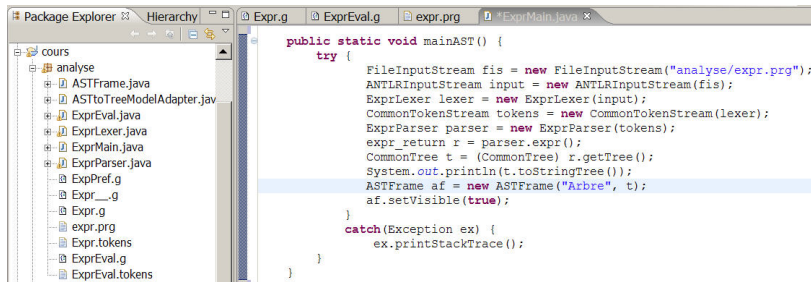 Package Explorer Hierarchy
cours
analyse
ASTFrame.java
ASTtoTreeModelAdapter.jav
ExprEval.java
ExprLexer.java
ExprMain.java
ExprParser.java
ExpPref.g
Expr__.g
Expr.g
expr.prg
Expr.tokens
ExprEval.g
ExprEval.tokens
Expr.g ExprEval.g expr.prg *ExprMain.java
public static void mainAST() {
try {
FileInputStream fis = new FileInputStream("analyse/expr.prg");
ANTLRInputStream input = new ANTLRInputStream(fis);
ExprLexer lexer = new ExprLexer(input);
CommonTokenStream tokens = new CommonTokenStream(lexer);
ExprParser parser = new ExprParser(tokens);
expr_return r = parser.expr();
CommonTree t = (CommonTree) r.getTree();
System.out.println(t.toStringTree());
ASTFrame af = new ASTFrame("Arbre", t);
af.setVisible(true);
}
catch(Exception ex) {
ex.printStackTrace();
}
}